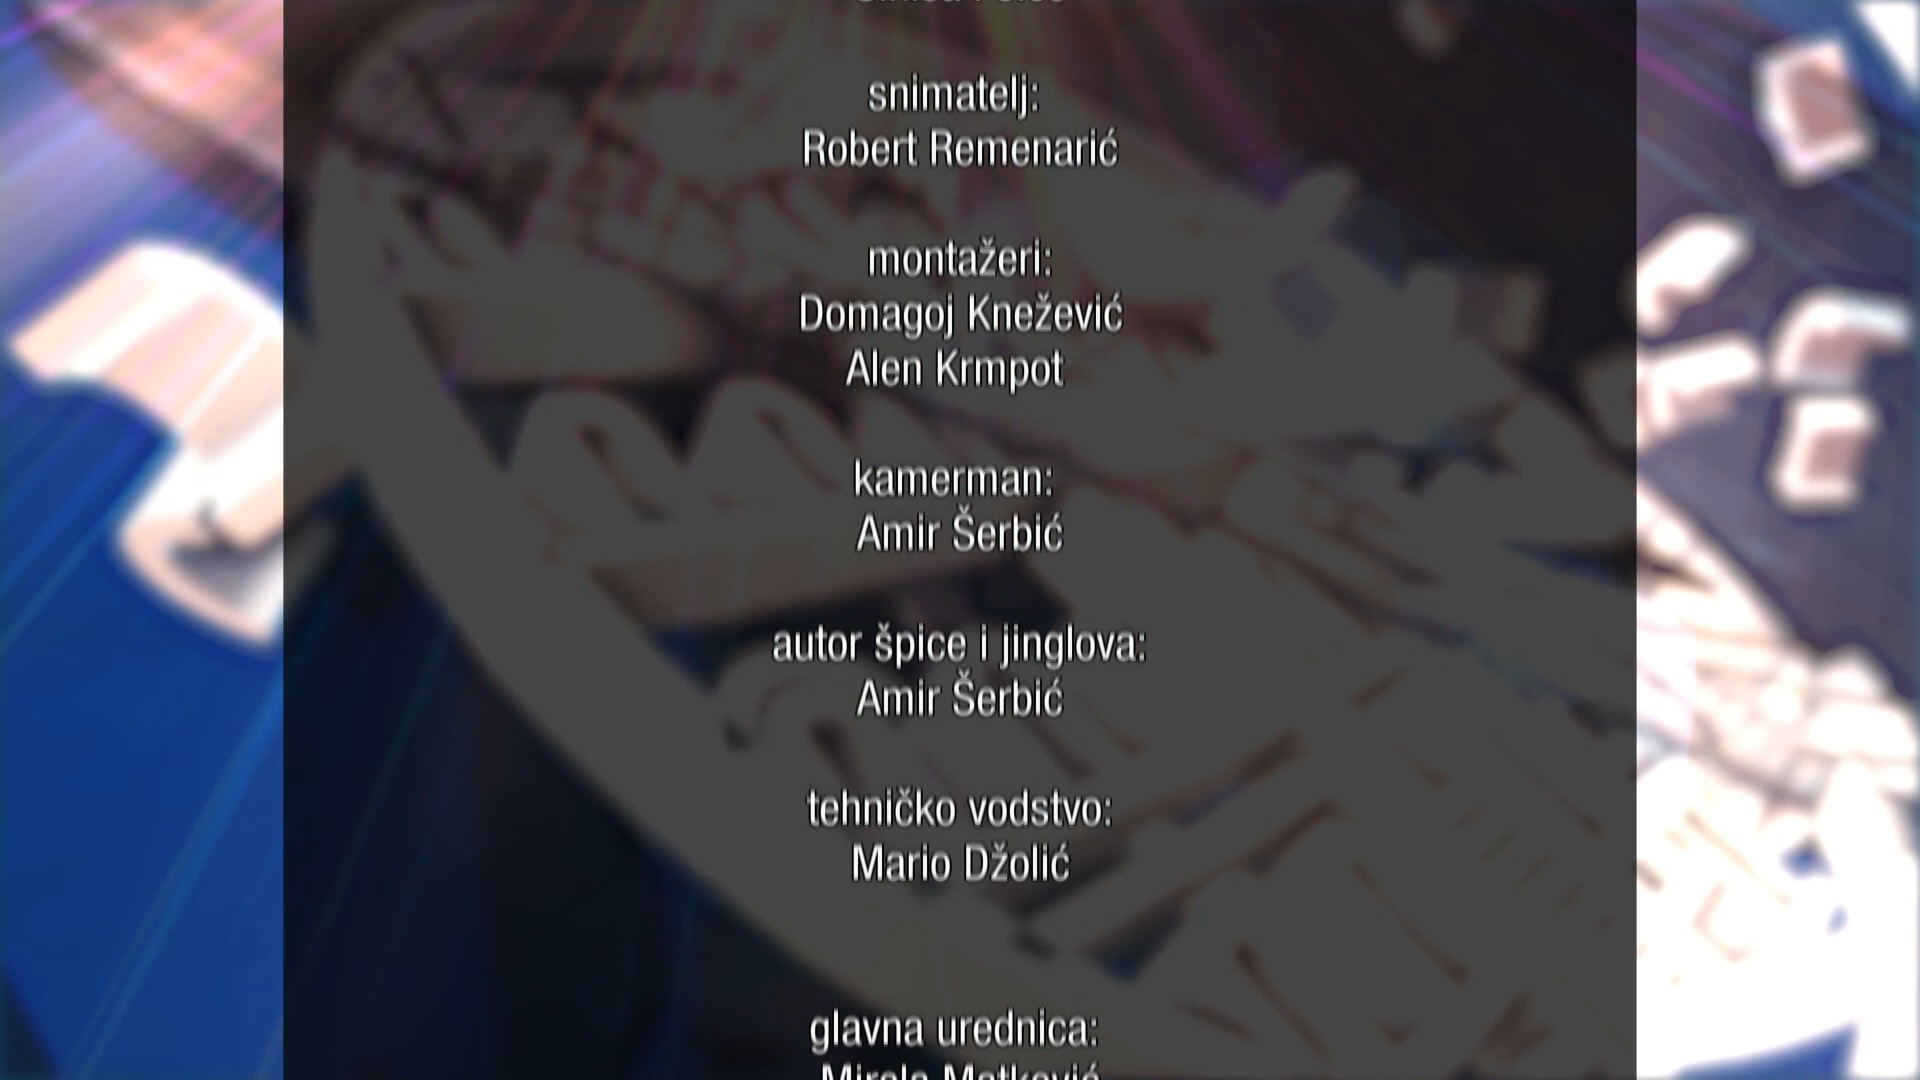 snimatelj:
Robert Remenarić
montažeri:
Domagoj Knežević
Alen Krmpot
kamerman:
Amir Šerbić
autor špice i jinglova:
Amir Šerbić
tehničko vodstvo:
Mario Džolić
glavna urednica: